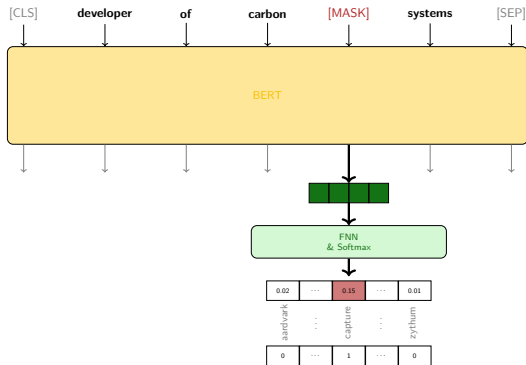 [CLS] developer of carbon [MASK] systems [SEP]
BERT
FNN
& Softmax
0.02 ... 0.15 ... 0.01
aardvark ... capture ... zythum
0 ... 1 ... 0